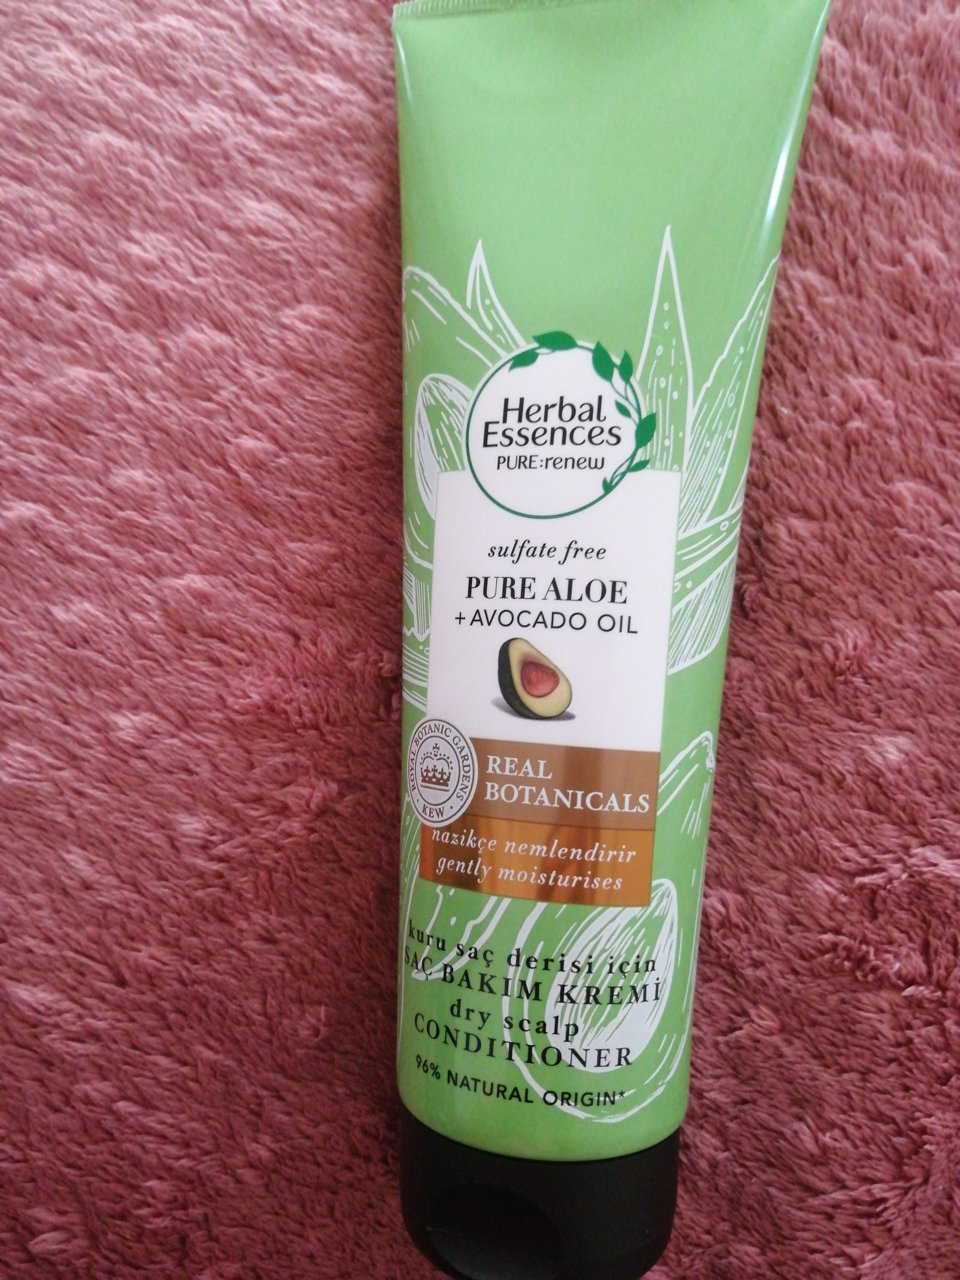 Herbal
Essences
PURE:renew
sulfate free
PURE ALOE
+ AVOCADO OIL
ROYAL BOTANIC GARDENS
· KEW ·
REAL
BOTANICALS
nazikçe nemlendirir
gently moisturises
kuru saç derisi için
SAÇ BAKIM KREMİ
dry scalp
CONDITIONER
96% NATURAL ORIGIN*